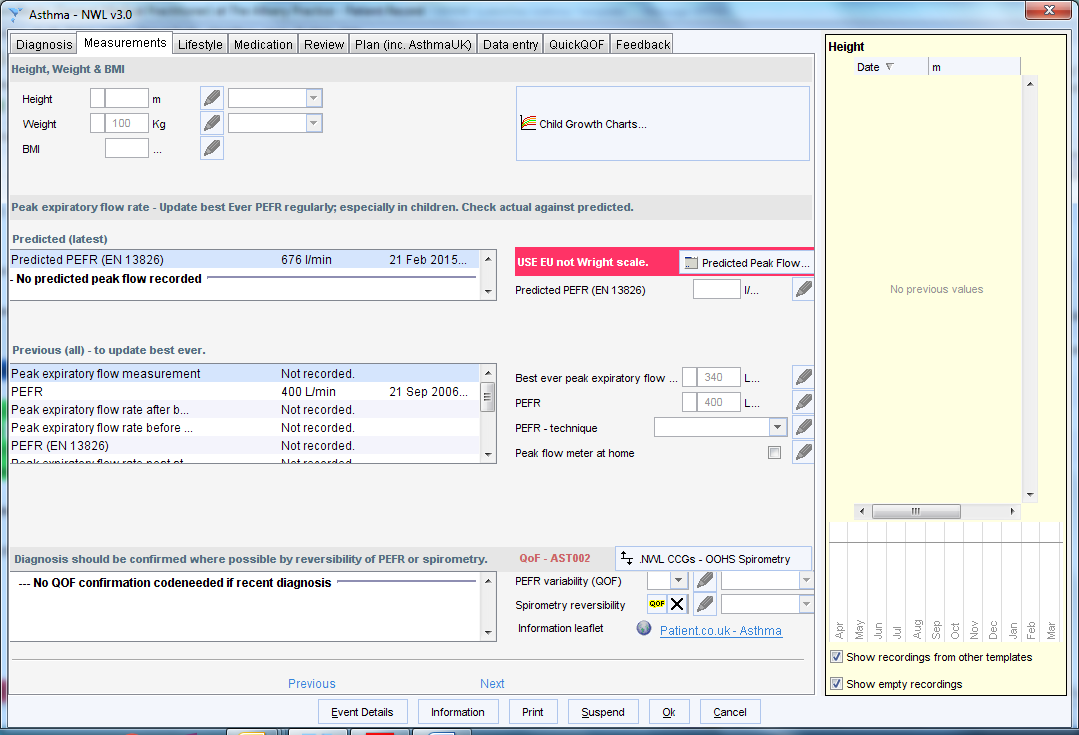 Asthma - NWL v3.0
Diagnosis Measurements Lifestyle Medication Review Plan (inc. AsthmaUK) Data entry QuickQOF Feedback
Height, Weight & BMI
Height m
Weight 100 Kg
BMI ...
Child Growth Charts...
Peak expiratory flow rate - Update best Ever PEFR regularly; especially in children. Check actual against predicted.
Predicted (latest)
Predicted PEFR (EN 13826) 676 l/min 21 Feb 2015...
- No predicted peak flow recorded
USE EU not Wright scale. Predicted Peak Flow...
Predicted PEFR (EN 13826) l/...
Previous (all) - to update best ever.
Peak expiratory flow measurement Not recorded.
PEFR 400 L/min 21 Sep 2006...
Peak expiratory flow rate after b... Not recorded.
Peak expiratory flow rate before ... Not recorded.
PEFR (EN 13826) Not recorded.
Peak expiratory flow rate post st... Not recorded.
Best ever peak expiratory flow ... 340 L...
PEFR 400 L...
PEFR - technique
Peak flow meter at home
Diagnosis should be confirmed where possible by reversibility of PEFR or spirometry. QoF - AST002 .NWL CCGs - OOHS Spirometry
--- No QOF confirmation codeneeded if recent diagnosis
PEFR variability (QOF)
Spirometry reversibility QOF
Information leaflet Patient.co.uk - Asthma
Previous Next
Event Details Information Print Suspend Ok Cancel
Height
Date m
No previous values
Apr May Jun Jul Aug Sep Oct Nov Dec Jan Feb Mar
Show recordings from other templates
Show empty recordings